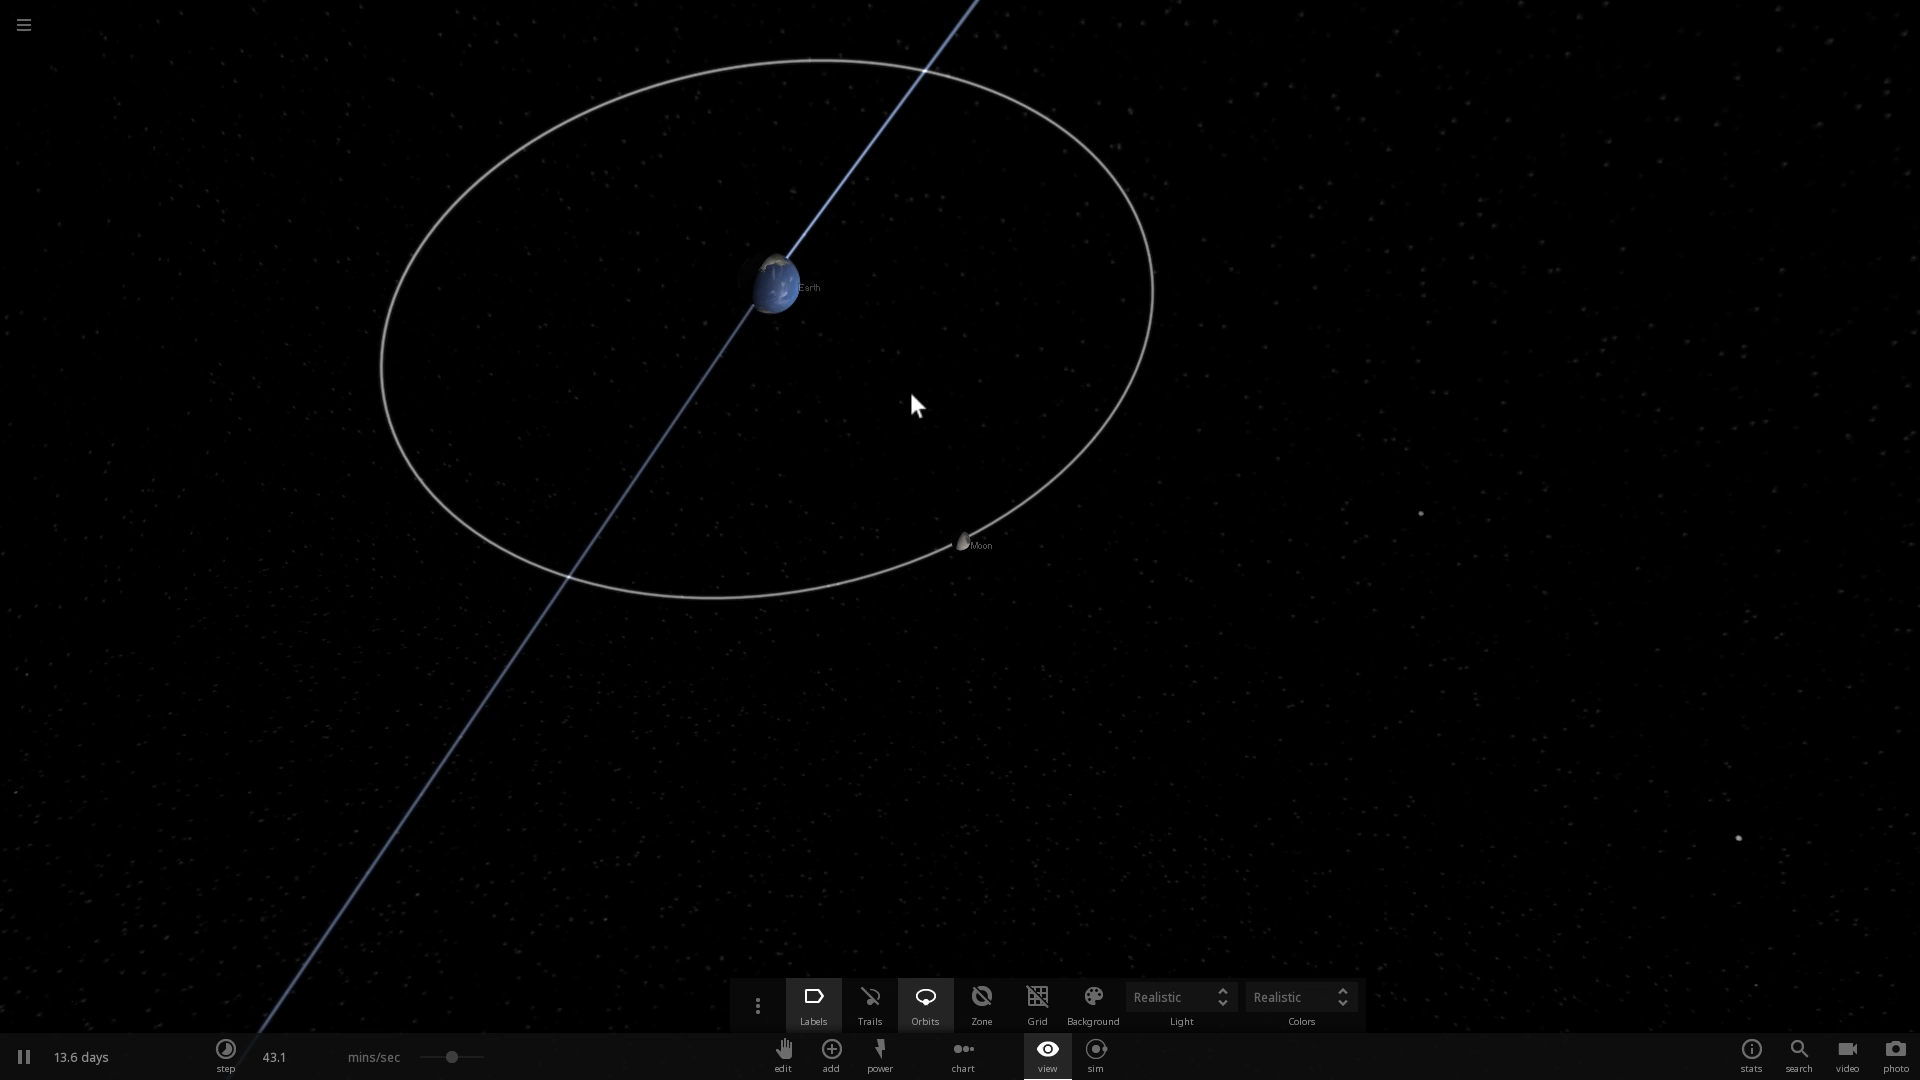 Earth
Moon
Realistic
Realistic
Labels
Trails
Orbits
Zone
Grid
Background
Light
Colors
13.6 days
step
43.1
mins/sec
edit
add
power
chart
view
sim
stats
search
video
photo